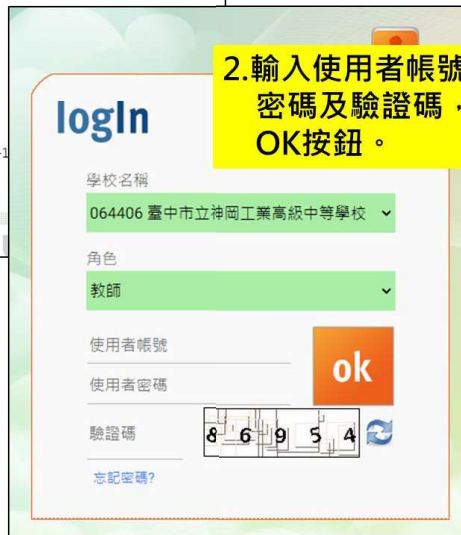 2.輸入使用者帳號
密碼及驗證碼，
OK按鈕。
logIn
學校名稱
064406 臺中市立神岡工業高級中等學校
角色
教師
使用者帳號
ok
使用者密碼
驗證碼
8 6 9 5 4
忘記密碼?